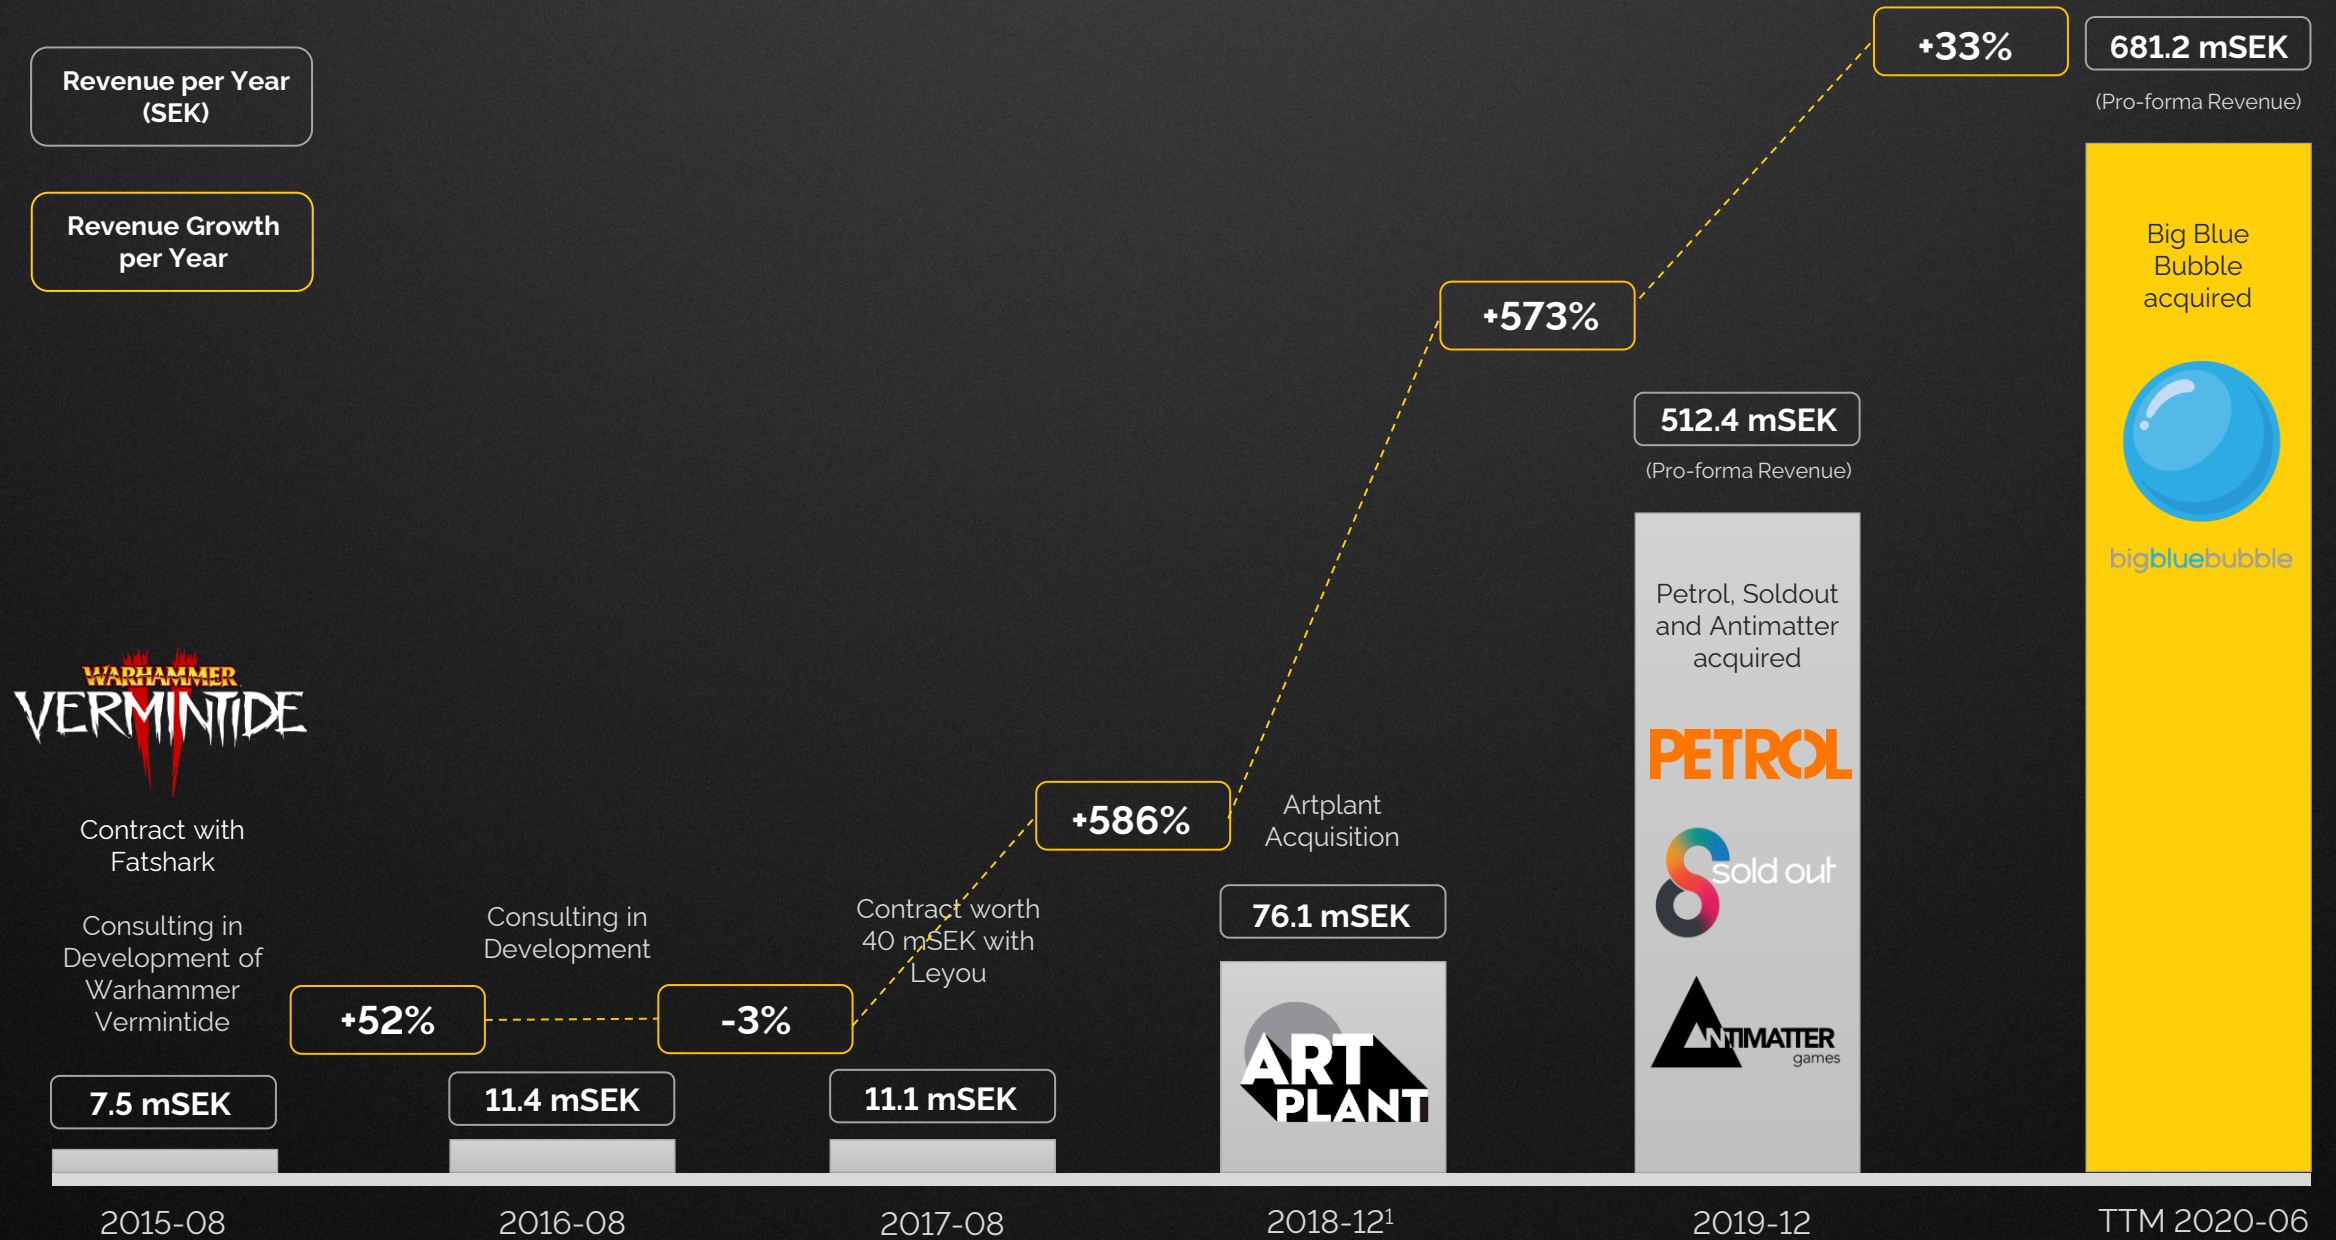 Revenue per Year
(SEK)
Revenue Growth
per Year
WARHAMMER
VERMINTIDE
Contract with
Fatshark
Consulting in
Development of
Warhammer
Vermintide
7.5 mSEK
2015-08
+52%
Consulting in
Development
11.4 mSEK
2016-08
-3%
Contract worth
40 mSEK with
Leyou
11.1 mSEK
2017-08
+586%
Artplant
Acquisition
76.1 mSEK
ART
PLANT
2018-12¹
+573%
512.4 mSEK
(Pro-forma Revenue)
Petrol, Soldout
and Antimatter
acquired
PETROL
sold out
ANTIMATTER
games
2019-12
+33%
681.2 mSEK
(Pro-forma Revenue)
Big Blue
Bubble
acquired
bigbluebubble
TTM 2020-06